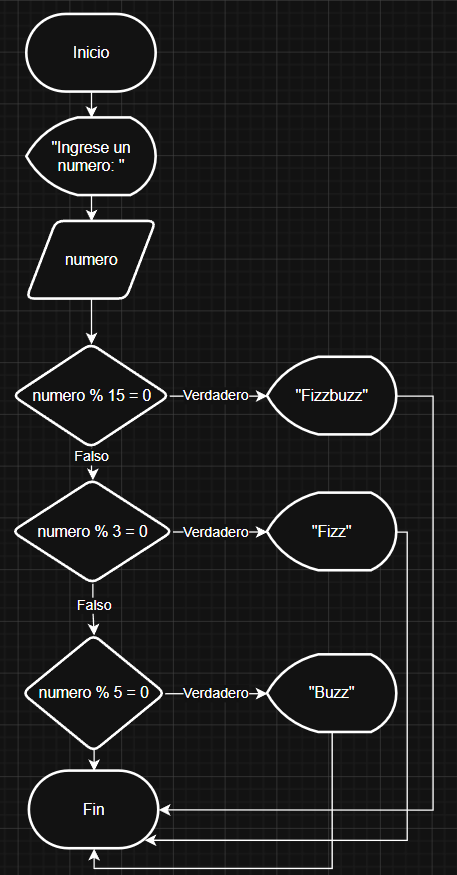 Inicio
"Ingrese un
numero: "
numero
numero % 15 = 0
Verdadero
"Fizzbuzz"
Falso
numero % 3 = 0
Verdadero
"Fizz"
Falso
numero % 5 = 0
Verdadero
"Buzz"
Fin